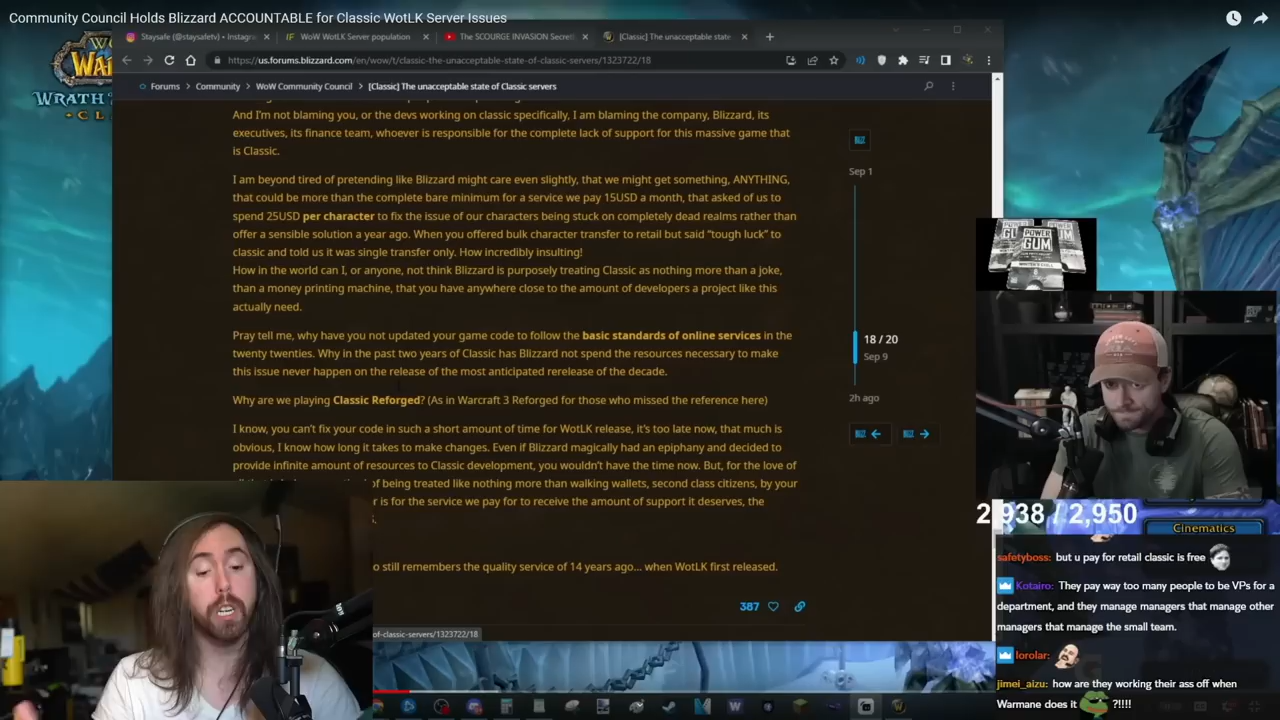 Community Council Holds Blizzard ACCOUNTABLE for Classic WotLK Server Issues
Staysafe (@staysafetv) • Instagr
WoW WotLK Server population
The SCOURGE INVASION Secret
[Classic] The unacceptable state
https://us.forums.blizzard.com/en/wow/t/classic-the-unacceptable-state-of-classic-servers/1323722/18
Forums > Community > WoW Community Council > [Classic] The unacceptable state of Classic servers
And I'm not blaming you, or the devs working on classic specifically, I am blaming the company, Blizzard, its
executives, its finance team, whoever is responsible for the complete lack of support for this massive game that
is Classic.
I am beyond tired of pretending like Blizzard might care even slightly, that we might get something, ANYTHING,
that could be more than the complete bare minimum for a service we pay 15USD a month, that asked of us to
spend 25USD per character to fix the issue of our characters being stuck on completely dead realms rather than
offer a sensible solution a year ago. When you offered bulk character transfer to retail but said "tough luck" to
classic and told us it was single transfer only. How incredibly insulting!
How in the world can I, or anyone, not think Blizzard is purposely treating Classic as nothing more than a joke,
than a money printing machine, that you have anywhere close to the amount of developers a project like this
actually need.
Pray tell me, why have you not updated your game code to follow the basic standards of online services in the
twenty twenties. Why in the past two years of Classic has Blizzard not spend the resources necessary to make
this issue never happen on the release of the most anticipated rerelease of the decade.
Why are we playing Classic Reforged? (As in Warcraft 3 Reforged for those who missed the reference here)
I know, you can't fix your code in such a short amount of time for WotLK release, it's too late now, that much is
obvious, I know how long it takes to make changes. Even if Blizzard magically had an epiphany and decided to
provide infinite amount of resources to Classic development, you wouldn't have the time now. But, for the love of
of being treated like nothing more than walking wallets, second class citizens, by your
r is for the service we pay for to receive the amount of support it deserves, the
o still remembers the quality service of 14 years ago... when WotLK first released.
387
of-classic-servers/1323722/18
Sep 1
18 / 20
Sep 9
2h ago
POWER
GUM
2,938 / 2,950
Cinematics
safetyboss: but u pay for retail classic is free
Kotairo: They pay way too many people to be VPs for a
department, and they manage managers that manage other
managers that manage the small team.
lorolar:
jimei_aizu: how are they working their ass off when
Warmane does it ?!!!!